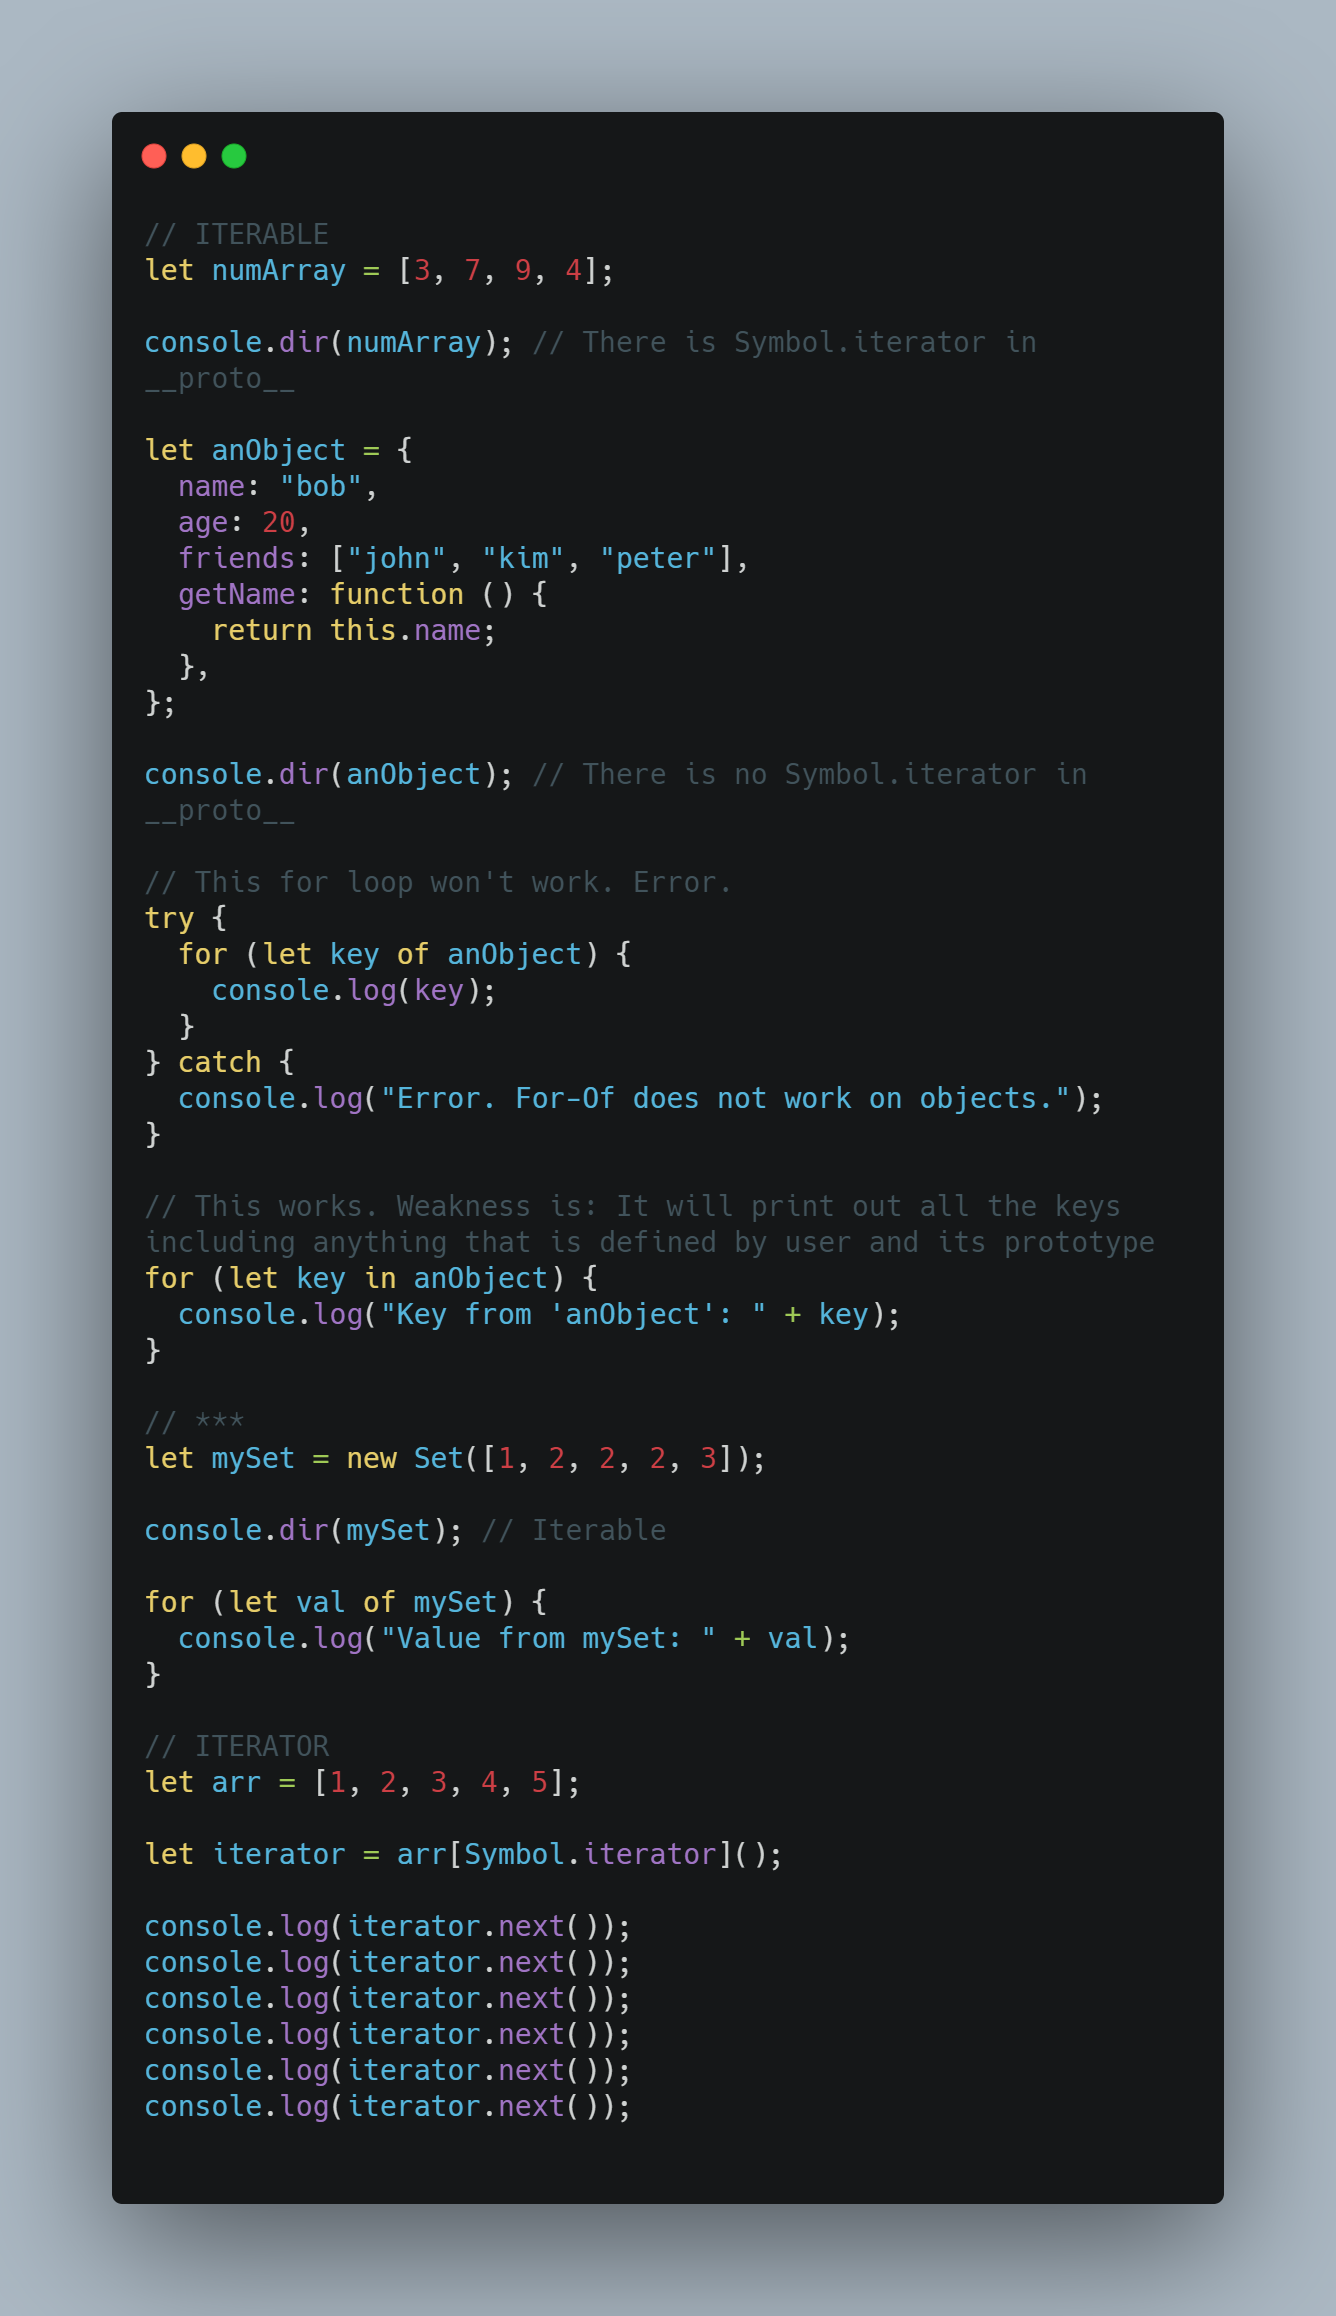 // ITERABLE
let numArray = [3, 7, 9, 4];
console.dir(numArray); // There is Symbol.iterator in
__proto__
let anObject = {
  name: "bob",
  age: 20,
  friends: ["john", "kim", "peter"],
  getName: function () {
    return this.name;
  },
};
console.dir(anObject); // There is no Symbol.iterator in
__proto__
// This for loop won't work. Error.
try {
  for (let key of anObject) {
    console.log(key);
  }
} catch {
  console.log("Error. For-Of does not work on objects.");
}
// This works. Weakness is: It will print out all the keys
including anything that is defined by user and its prototype
for (let key in anObject) {
  console.log("Key from 'anObject': " + key);
}
// ***
let mySet = new Set([1, 2, 2, 2, 3]);
console.dir(mySet); // Iterable
for (let val of mySet) {
  console.log("Value from mySet: " + val);
}
// ITERATOR
let arr = [1, 2, 3, 4, 5];
let iterator = arr[Symbol.iterator]();
console.log(iterator.next());
console.log(iterator.next());
console.log(iterator.next());
console.log(iterator.next());
console.log(iterator.next());
console.log(iterator.next());